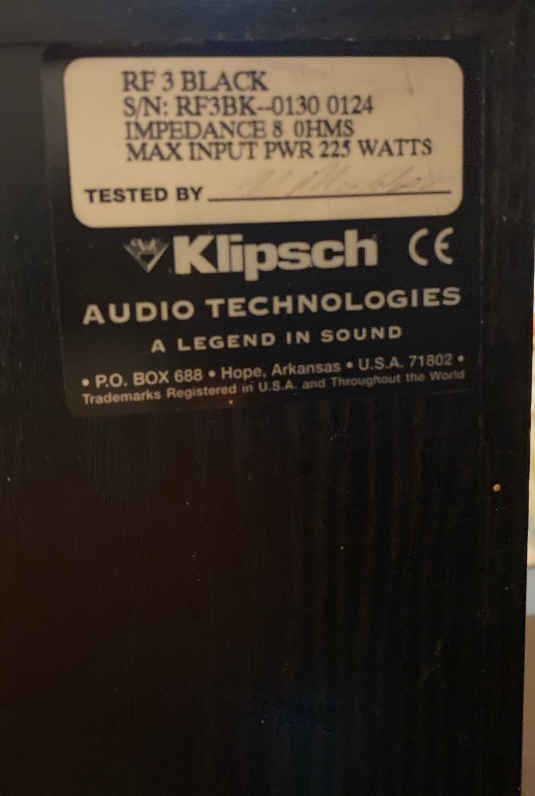 RF 3 BLACK
S/N: RF3BK--0130 0124
IMPEDANCE 8 OHMS
MAX INPUT PWR 225 WATTS
TESTED BY
Klipsch CE
AUDIO TECHNOLOGIES
A LEGEND IN SOUND
• P.O. BOX 688 • Hope, Arkansas • U.S.A. 71802 •
Trademarks Registered in U.S.A. and Throughout the World